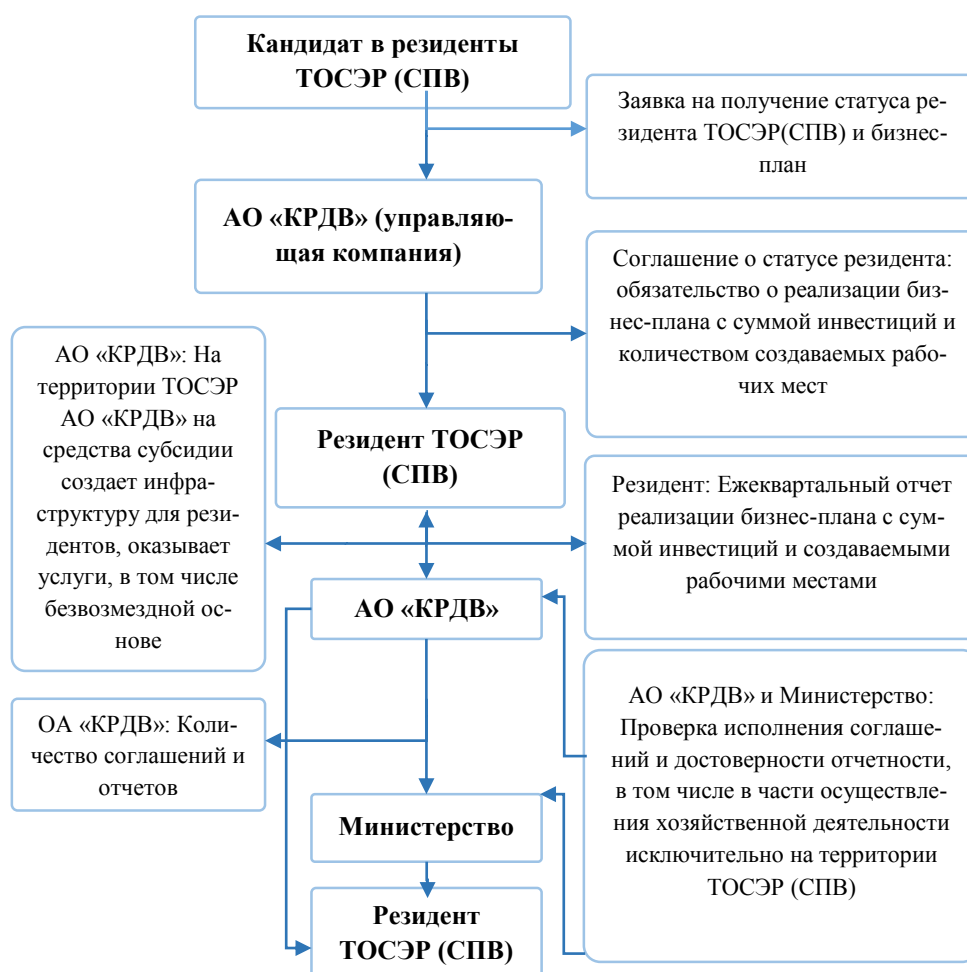 Кандидат в резиденты
ТОСЭР (СПВ)
Заявка на получение статуса ре-
зидента ТОСЭР(СПВ) и бизнес-
план
АО «КРДВ» (управляю-
щая компания)
Соглашение о статусе резидента:
обязательство о реализации биз-
нес-плана с суммой инвестиций и
количеством создаваемых рабо-
чих мест
АО «КРДВ»: На
территории ТОСЭР
АО «КРДВ» на
средства субсидии
создает инфра-
структуру для рези-
дентов, оказывает
услуги, в том числе
безвозмездной ос-
нове
Резидент ТОСЭР
(СПВ)
Резидент: Ежеквартальный отчет
реализации бизнес-плана с сум-
мой инвестиций и создаваемыми
рабочими местами
АО «КРДВ»
ОА «КРДВ»: Коли-
чество соглашений и
отчетов
АО «КРДВ» и Министерство:
Проверка исполнения соглаше-
ний и достоверности отчетности,
в том числе в части осуществле-
ния хозяйственной деятельности
исключительно на территории
ТОСЭР (СПВ)
Министерство
Резидент
ТОСЭР (СПВ)